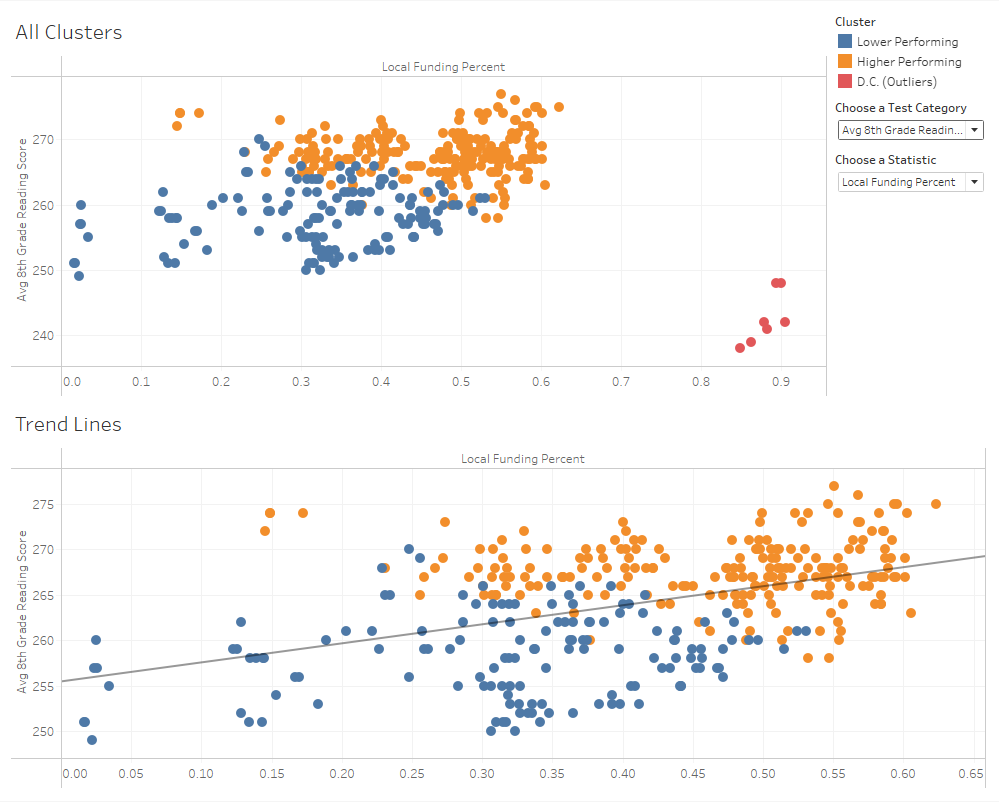 All Clusters
Local Funding Percent
Avg 8th Grade Reading Score
270
260
250
240
0.0 0.1 0.2 0.3 0.4 0.5 0.6 0.7 0.8 0.9
Cluster
Lower Performing
Higher Performing
D.C. (Outliers)
Choose a Test Category
Avg 8th Grade Readin...
Choose a Statistic
Local Funding Percent
Trend Lines
Local Funding Percent
Avg 8th Grade Reading Score
275
270
265
260
255
250
0.00 0.05 0.10 0.15 0.20 0.25 0.30 0.35 0.40 0.45 0.50 0.55 0.60 0.65